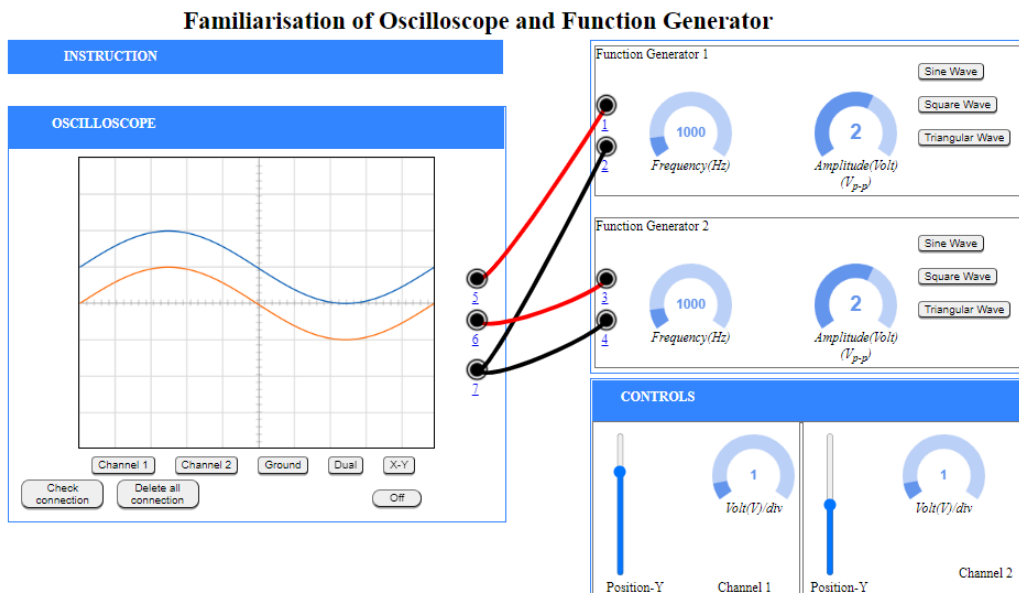 Familiarisation of Oscilloscope and Function Generator
INSTRUCTION
OSCILLOSCOPE
Channel 1
Channel 2
Ground
Dual
X-Y
Check
connection
Delete all
connection
Off
5
6
7
Function Generator 1
1
2
1000
Frequency(Hz)
2
Amplitude(Volt)
(Vp-p)
Sine Wave
Square Wave
Triangular Wave
Function Generator 2
3
4
1000
Frequency(Hz)
2
Amplitude(Volt)
(Vp-p)
Sine Wave
Square Wave
Triangular Wave
CONTROLS
1
Volt(V)/div
Position-Y
Channel 1
1
Volt(V)/div
Position-Y
Channel 2